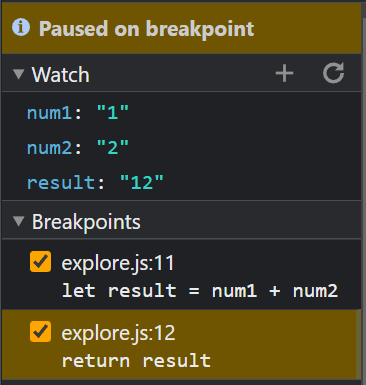 Paused on breakpoint
Watch
num1: "1"
num2: "2"
result: "12"
Breakpoints
explore.js:11
let result = num1 + num2
explore.js:12
return result